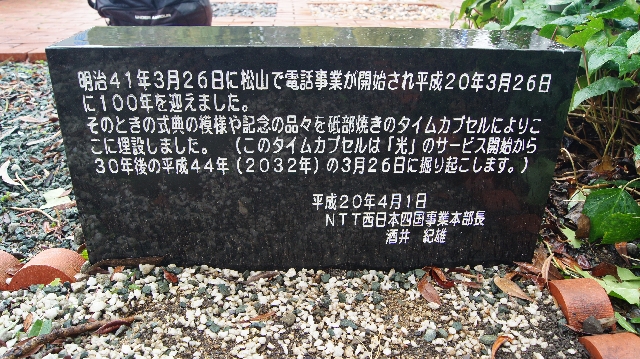 明治41年3月26日に松山で電話事業が開始され平成20年3月26日
に100年を迎えました。
そのときの式典の模様や記念の品々を砥部焼きのタイムカプセルによりこ
こに埋設しました。（このタイムカプセルは「光」のサービス開始から
30年後の平成44年（2032年）の3月26日に掘り起こします。）
平成20年4月1日
NTT西日本四国事業本部長
酒井 紀雄